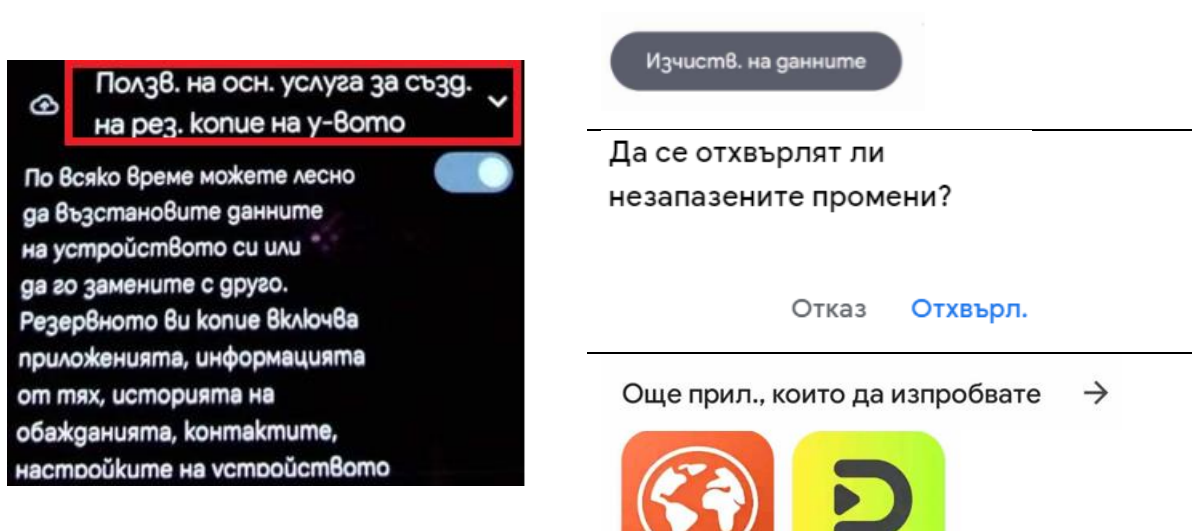 Ползв. на осн. услуга за създ.
на рез. копие на у-вото
По всяко време можете лесно
да възстановите данните
на устройството си или
да го замените с друго.
Резервното ви копие включва
приложенията, информацията
от тях, историята на
обажданията, контактите,
настройките на устройството
Изчиств. на данните
Да се отхвърлят ли
незапазените промени?
Отказ Отхвърл.
Още прил., които да изпробвате